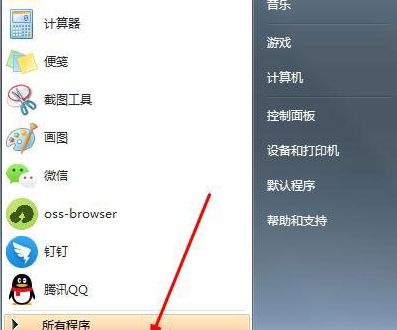 计算器
便笺
截图工具
画图
微信
oss-browser
钉钉
腾讯QQ
所有程序
音乐
游戏
计算机
控制面板
设备和打印机
默认程序
帮助和支持